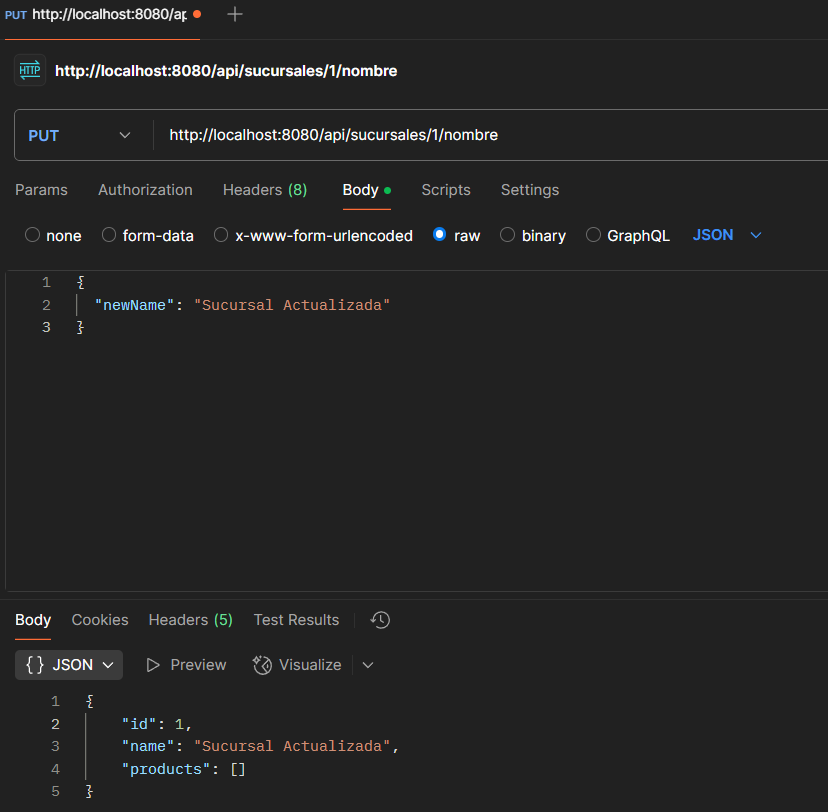 PUT http://localhost:8080/ap
HTTP http://localhost:8080/api/sucursales/1/nombre
PUT http://localhost:8080/api/sucursales/1/nombre
Params Authorization Headers (8) Body Scripts Settings
none form-data x-www-form-urlencoded raw binary GraphQL JSON
1 {
2 "newName": "Sucursal Actualizada"
3 }
Body Cookies Headers (5) Test Results
{} JSON Preview Visualize
1 {
2 "id": 1,
3 "name": "Sucursal Actualizada",
4 "products": []
5 }